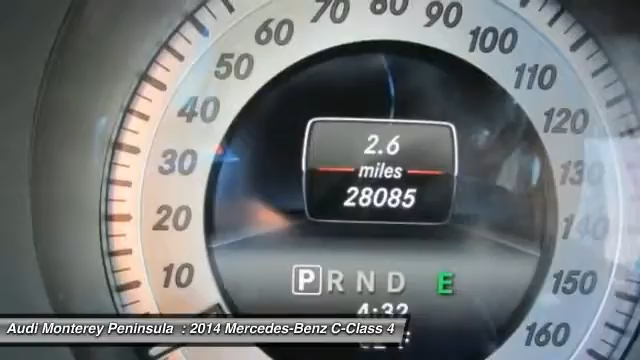 70 80 90
60 100
50 110
40 120
30 130
20 140
10 150
160
2.6
miles
28085
P R N D E
4:32
Audi Monterey Peninsula : 2014 Mercedes-Benz C-Class 4